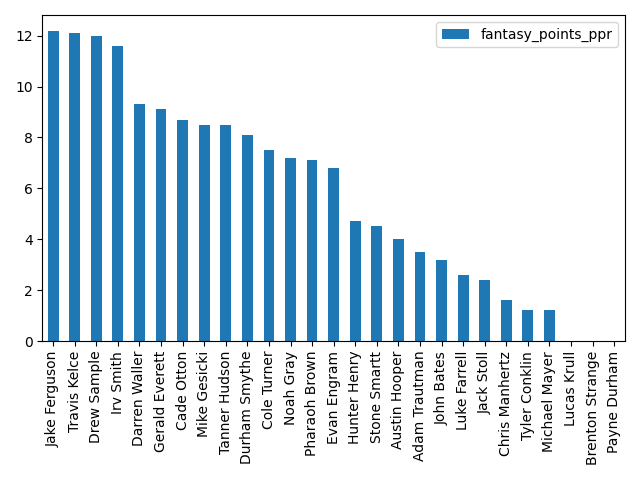 fantasy_points_ppr
12
10
8
6
4
2
0
Jake Ferguson
Travis Kelce
Drew Sample
Irv Smith
Darren Waller
Gerald Everett
Cade Otton
Mike Gesicki
Tanner Hudson
Durham Smythe
Cole Turner
Noah Gray
Pharaoh Brown
Evan Engram
Hunter Henry
Stone Smartt
Austin Hooper
Adam Trautman
John Bates
Luke Farrell
Jack Stoll
Chris Manhertz
Tyler Conklin
Michael Mayer
Lucas Krull
Brenton Strange
Payne Durham